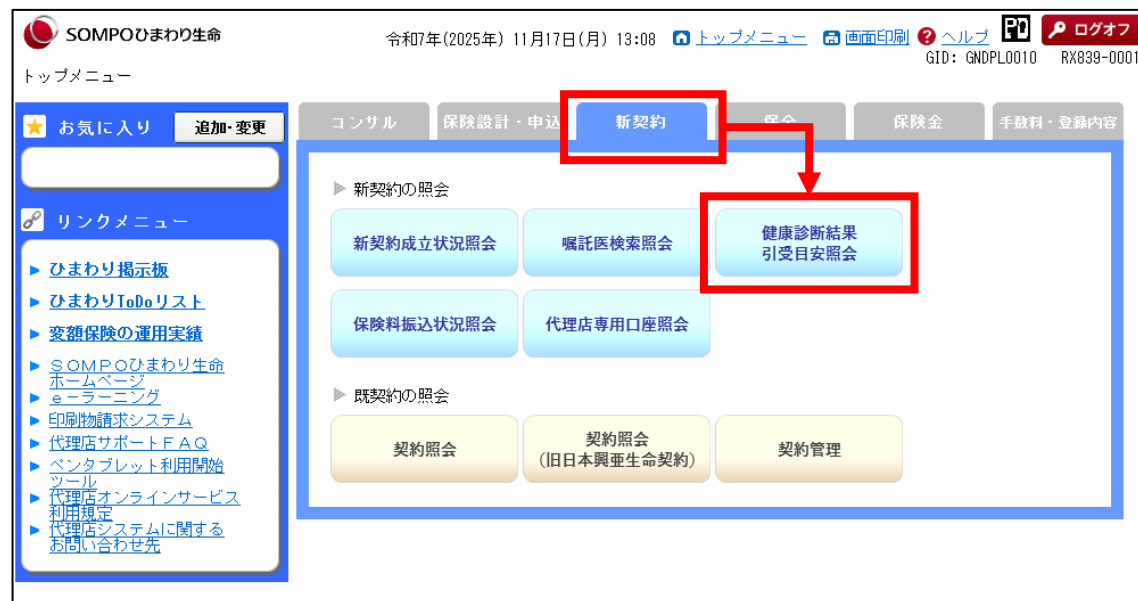 SOMPOひまわり生命
令和7年(2025年) 11月17日(月) 13:08 トップメニュー 画面印刷 ヘルプ PD ログオフ
GID: GNDPL0010 RX839-0001
トップメニュー
お気に入り 追加・変更
コンサル 保険設計・申込 新契約 保全 保険金 手数料・登録内容
新契約の照会
新契約成立状況照会 嘱託医検索照会 健康診断結果
引受目安照会
保険料振込状況照会 代理店専用口座照会
既契約の照会
契約照会 契約照会
(旧日本興亜生命契約) 契約管理
リンクメニュー
ひまわり掲示板
ひまわりToDoリスト
変額保険の運用実績
SOMPOひまわり生命
ホームページ
e-ラーニング
印刷物請求システム
代理店サポートFAQ
ペンタブレット利用開始
ツール
代理店オンラインサービス
利用規定
代理店システムに関する
お問い合わせ先